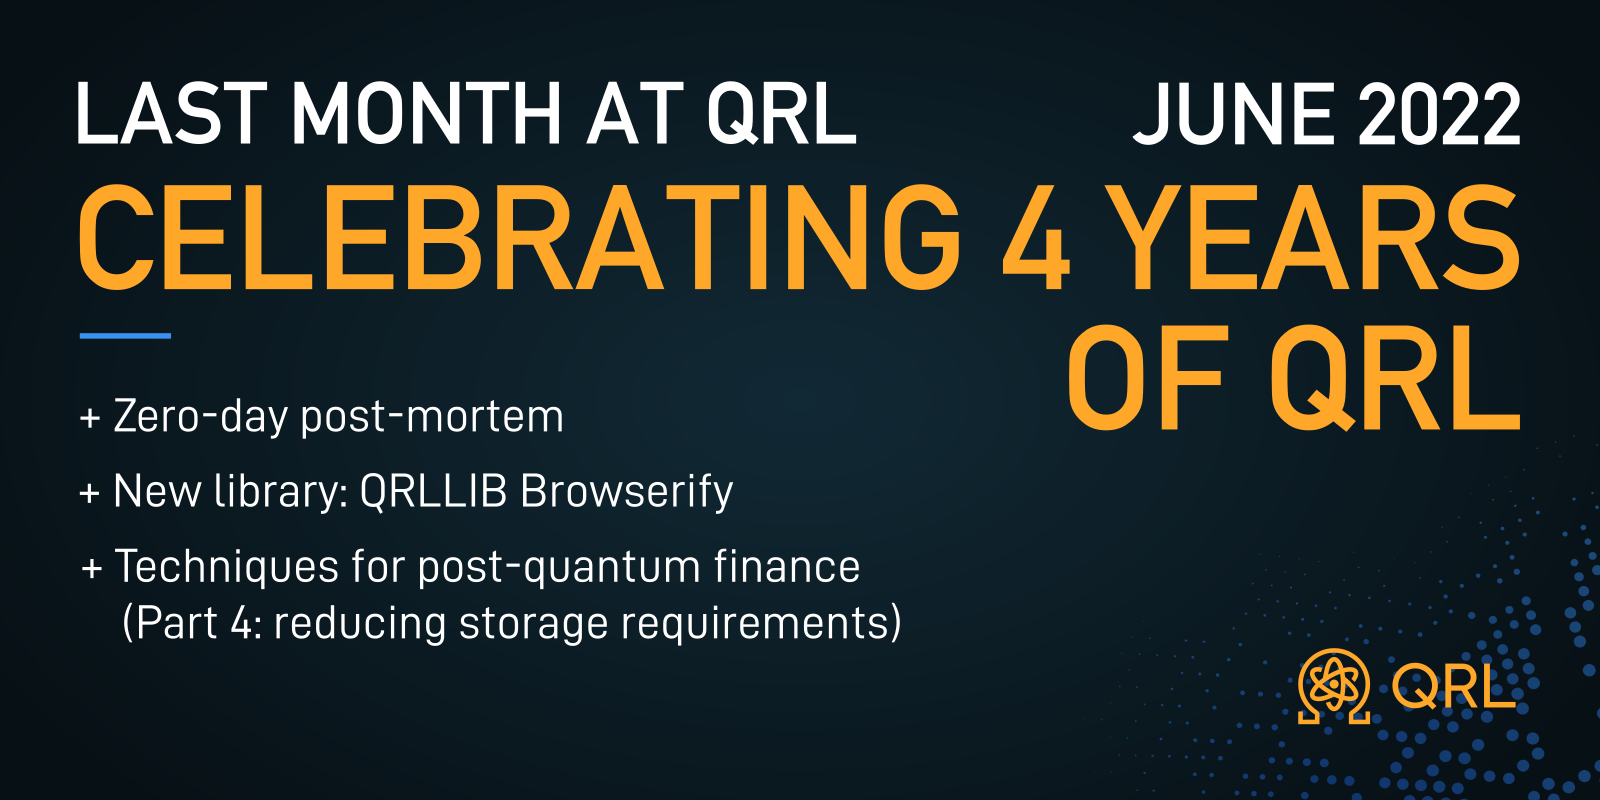 LAST MONTH AT QRL
JUNE 2022
CELEBRATING 4 YEARS
OF QRL
+ Zero-day post-mortem
+ New library: QRLLIB Browserify
+ Techniques for post-quantum finance
(Part 4: reducing storage requirements)
QRL